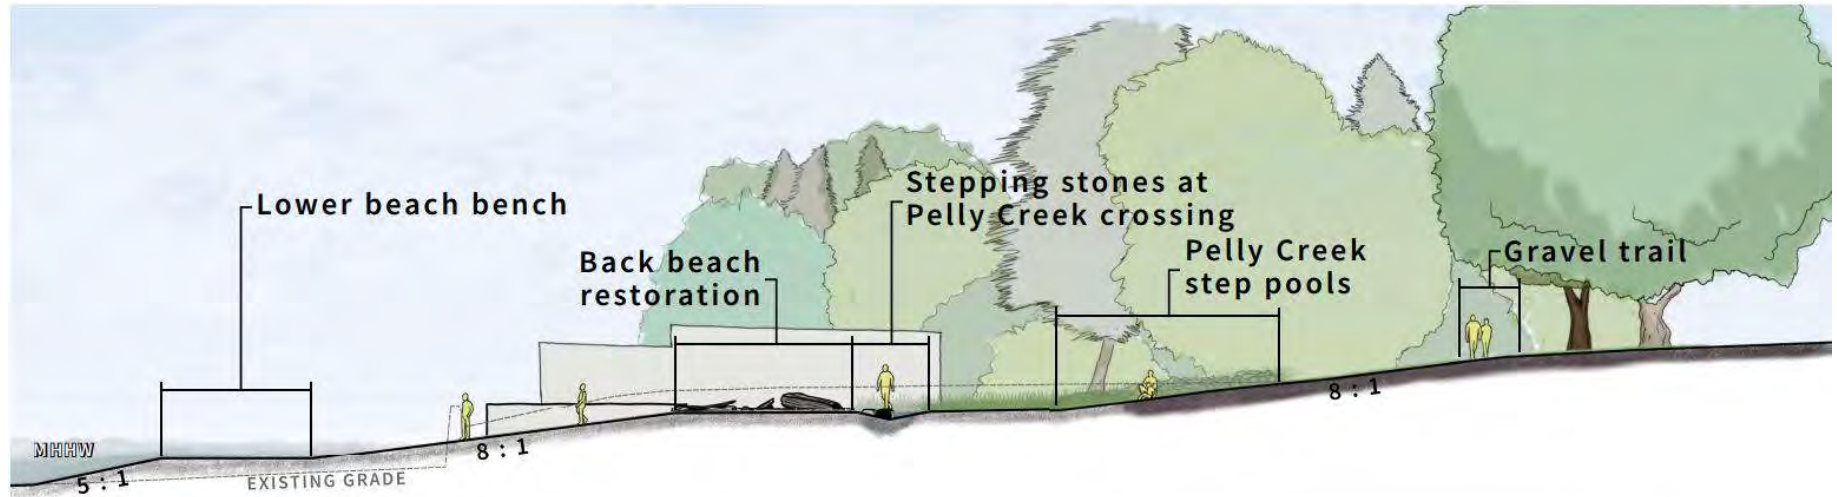 Stepping stones at
Pelly Creek crossing
Lower beach bench
Back beach
restoration
Pelly Creek
step pools
Gravel trail
8 : 1
MHHW
8 : 1
5 : 1
EXISTING GRADE